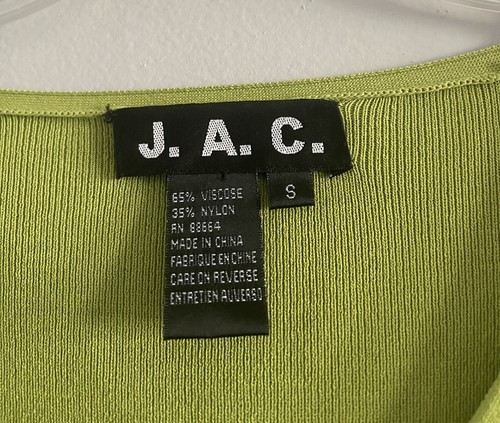 J. A. C.
S
65% VISCOSE
35% NYLON
RN 88664
MADE IN CHINA
FABRIQUE EN CHINE
CARE ON REVERSE
ENTRETIEN AU VERSO